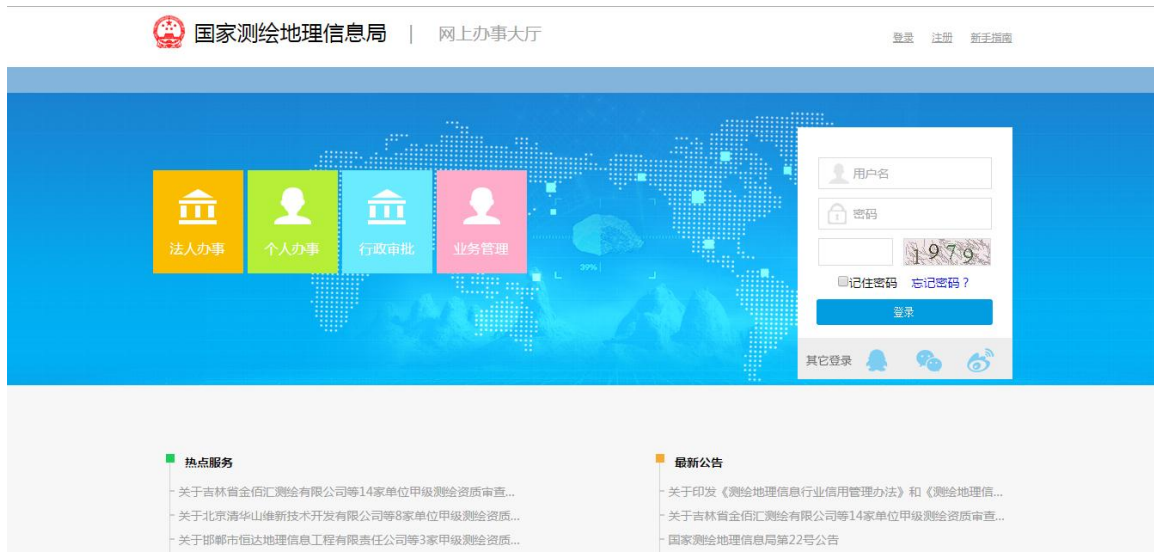 国家测绘地理信息局 | 网上办事大厅
登录 注册 新手指南
用户名
密码
1979
记住密码 忘记密码？
登录
其它登录
法人办事 个人办事 行政审批 业务管理
39%
热点服务
- 关于吉林省金佰汇测绘有限公司等14家单位甲级测绘资质审查...
- 关于北京清华山维新技术开发有限公司等8家单位甲级测绘资质...
- 关于邯郸市恒达地理信息工程有限责任公司等3家甲级测绘资质...
最新公告
- 关于印发《测绘地理信息行业信用管理办法》和《测绘地理信...
- 关于吉林省金佰汇测绘有限公司等14家单位甲级测绘资质审查...
- 国家测绘地理信息局第22号公告